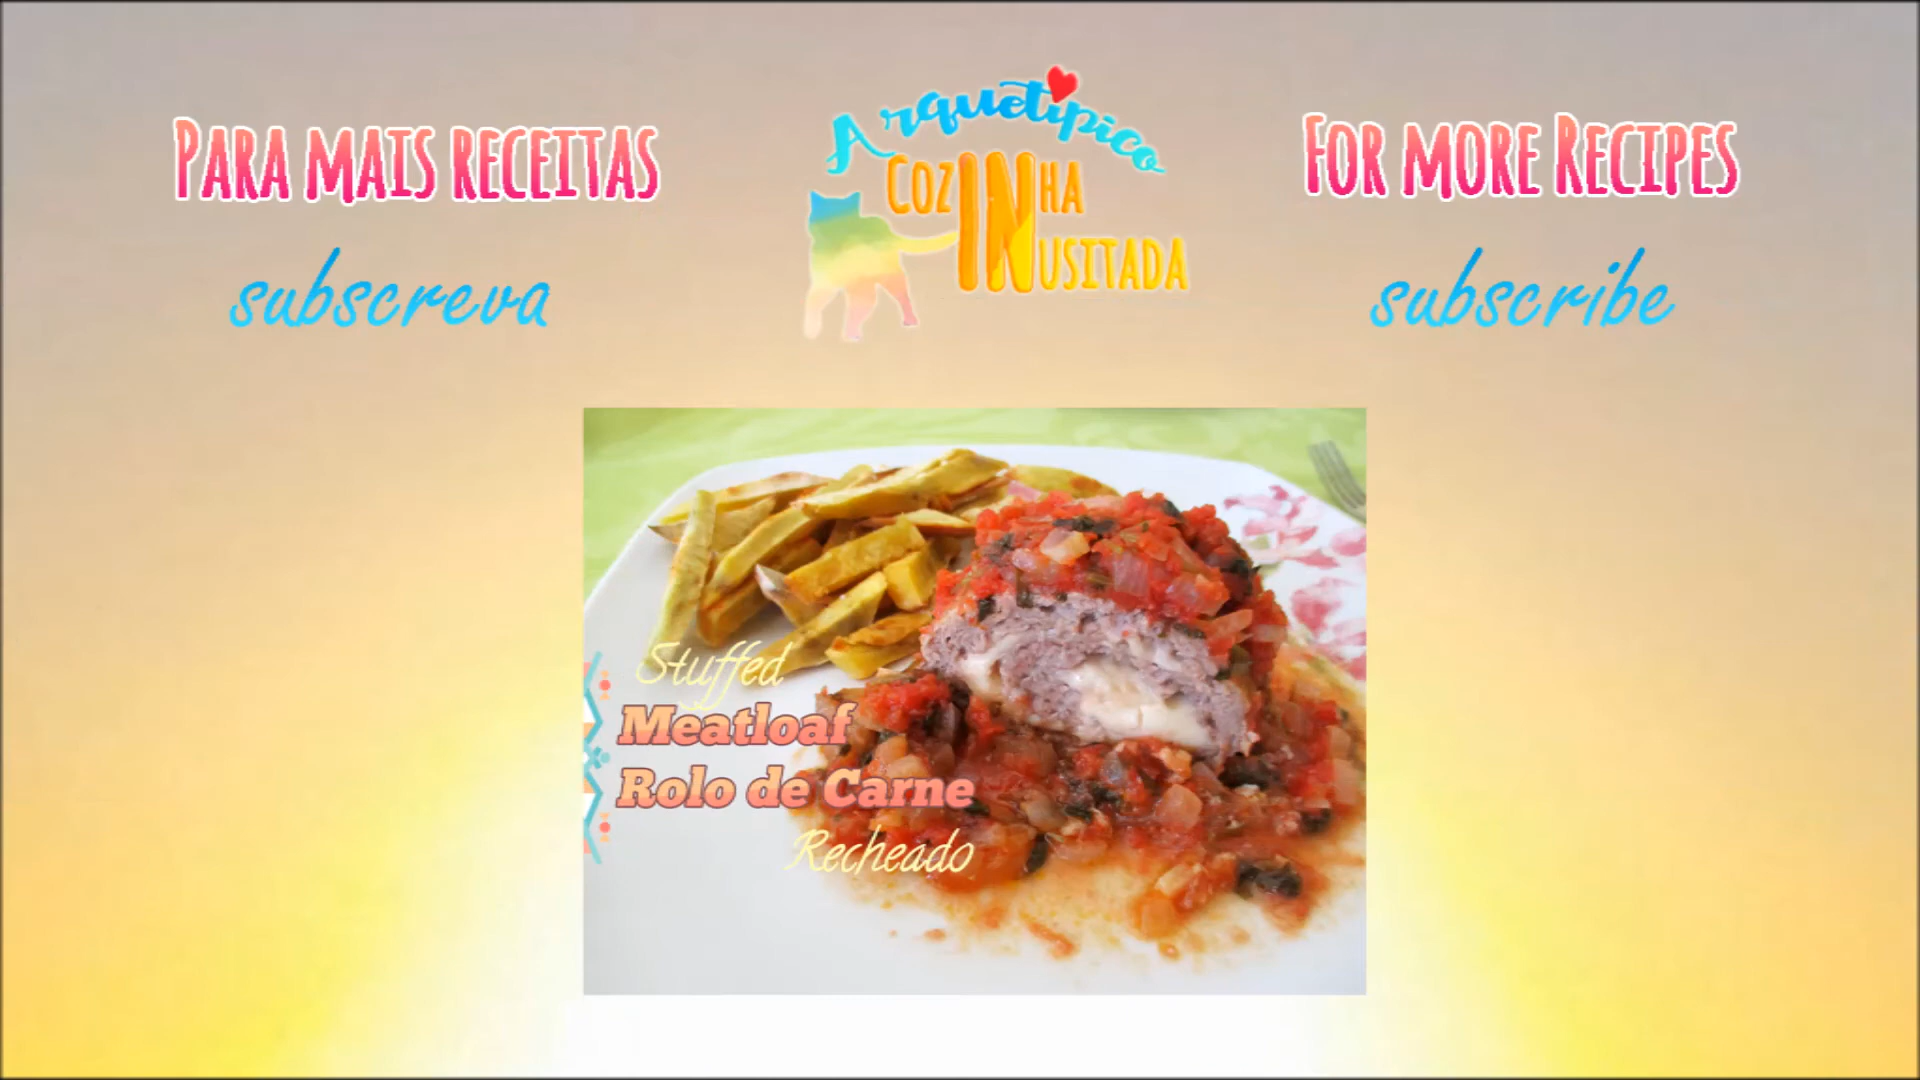 Para mais receitas
subscreva
Arquetípico
CozINha
INusitada
For more Recipes
subscribe
Stuffed
Meatloaf
Rolo de Carne
Recheado